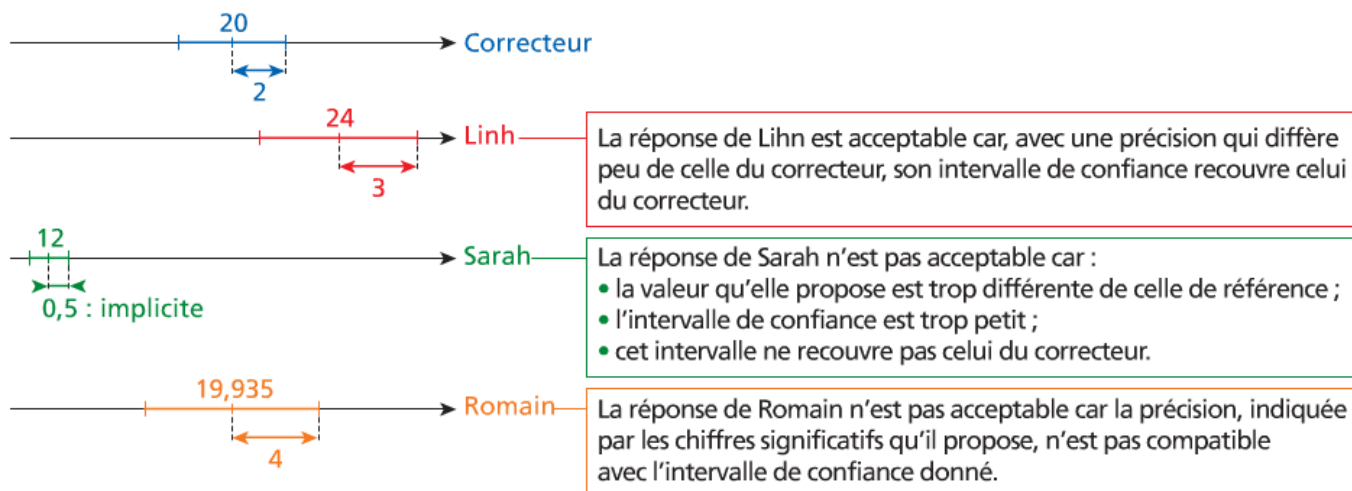 20
Correcteur
2
24
Linh
3
La réponse de Lihn est acceptable car, avec une précision qui diffère
peu de celle du correcteur, son intervalle de confiance recouvre celui
du correcteur.
12
Sarah
0,5 : implicite
La réponse de Sarah n'est pas acceptable car :
• la valeur qu'elle propose est trop différente de celle de référence ;
• l'intervalle de confiance est trop petit ;
• cet intervalle ne recouvre pas celui du correcteur.
19,935
Romain
4
La réponse de Romain n'est pas acceptable car la précision, indiquée
par les chiffres significatifs qu'il propose, n'est pas compatible
avec l'intervalle de confiance donné.